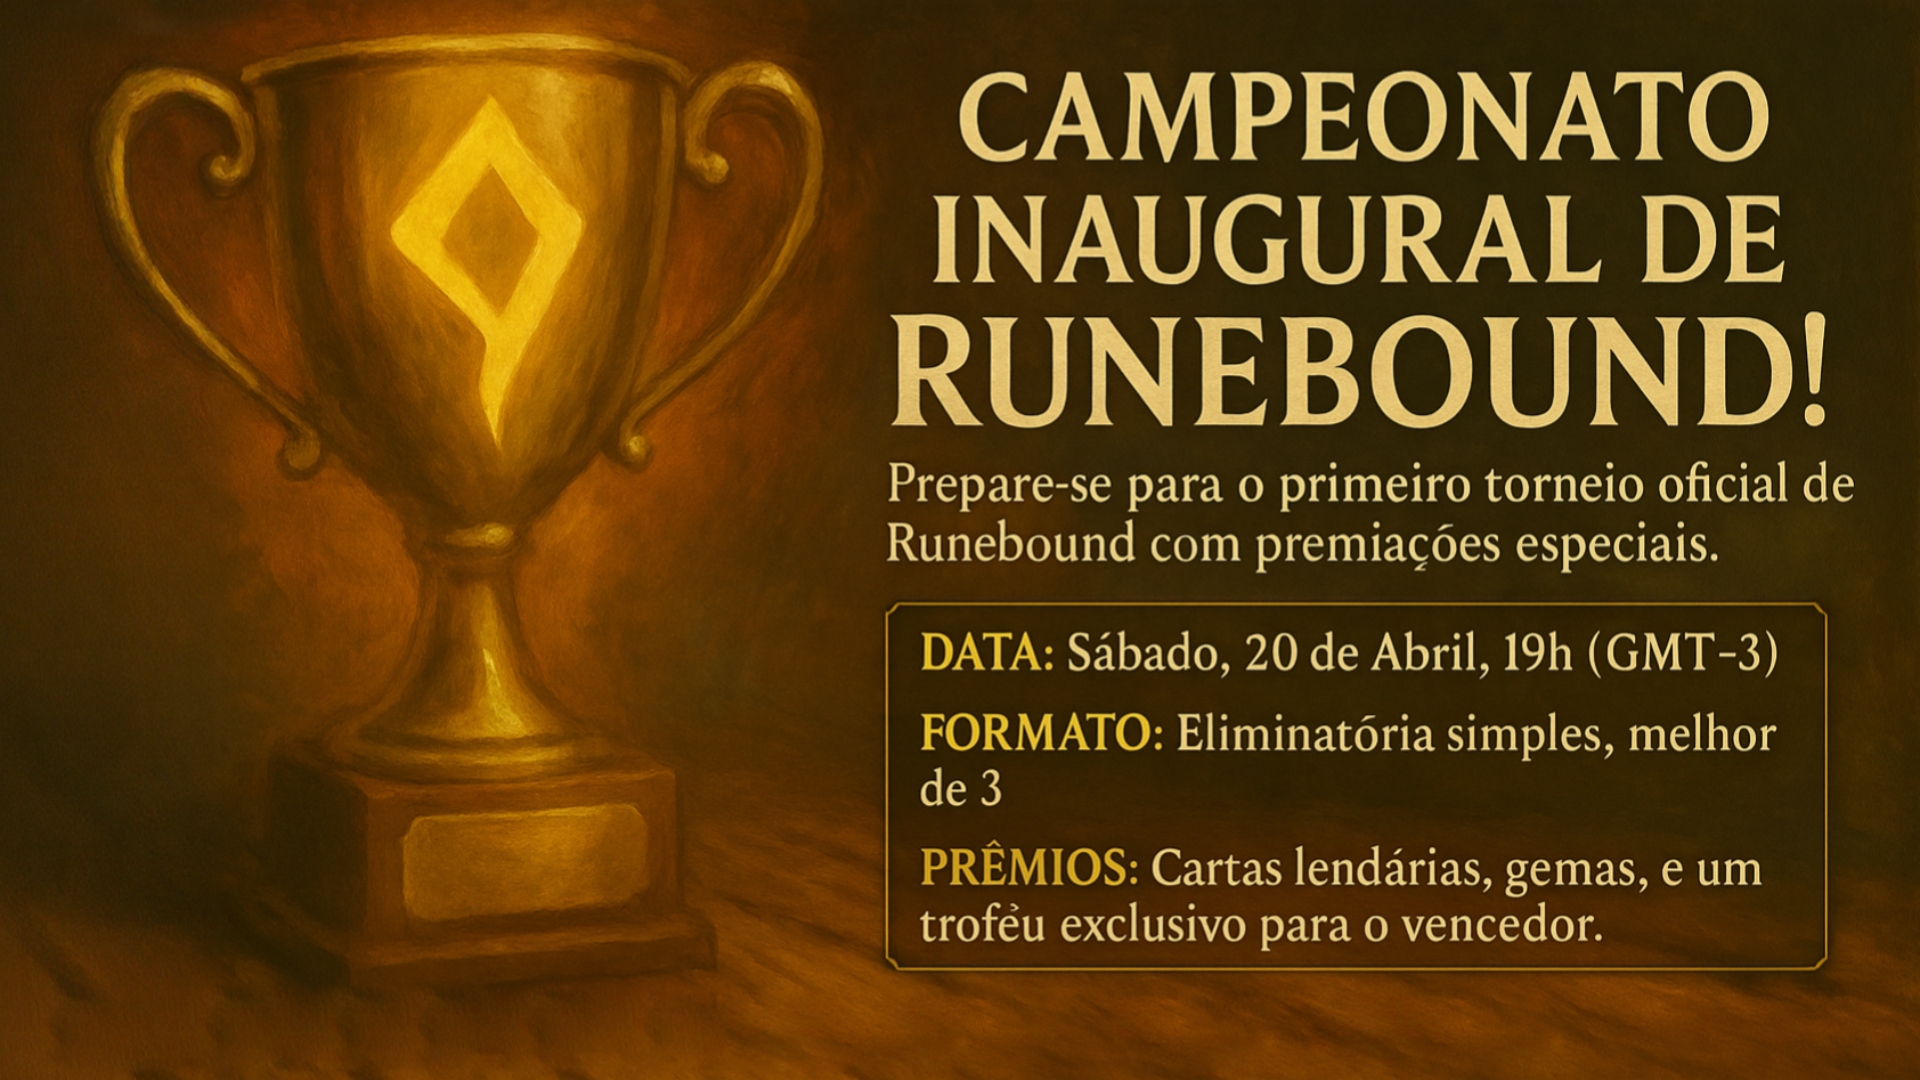 CAMPEONATO
INAUGURAL DE
RUNEBOUND!
Prepare-se para o primeiro torneio oficial de
Runebound com premiações especiais.
DATA: Sábado, 20 de Abril, 19h (GMT-3)
FORMATO: Eliminatória simples, melhor
de 3
PRÊMIOS: Cartas lendárias, gemas, e um
troféu exclusivo para o vencedor.